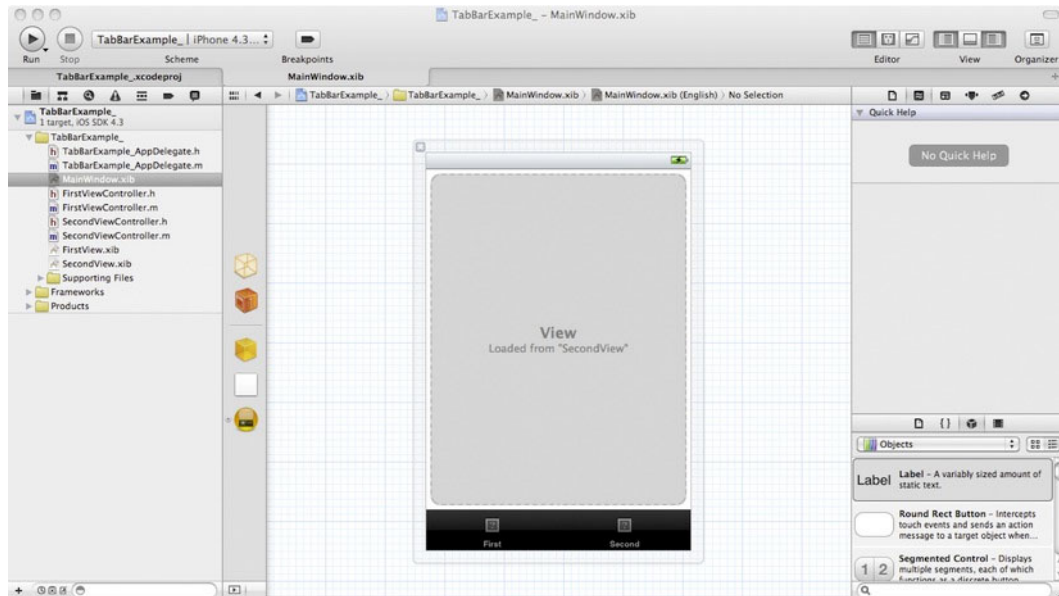 TabBarExample_ – MainWindow.xib
TabBarExample_ | iPhone 4.3...
Run Stop Scheme Breakpoints Editor View Organizer
TabBarExample_.xcodeproj MainWindow.xib
TabBarExample_ TabBarExample_ MainWindow.xib MainWindow.xib (English) No Selection
TabBarExample_
1 target, iOS SDK 4.3
TabBarExample_
h TabBarExample_AppDelegate.h
m TabBarExample_AppDelegate.m
MainWindow.xib
h FirstViewController.h
m FirstViewController.m
h SecondViewController.h
m SecondViewController.m
FirstView.xib
SecondView.xib
Supporting Files
Frameworks
Products
View
Loaded from "SecondView"
? ?
First Second
Quick Help
No Quick Help
{ }
Objects
Label
Label – A variably sized amount of
static text.
Round Rect Button – Intercepts
touch events and sends an action
message to a target object when...
1 2
Segmented Control – Displays
multiple segments, each of which
functions as a discrete button